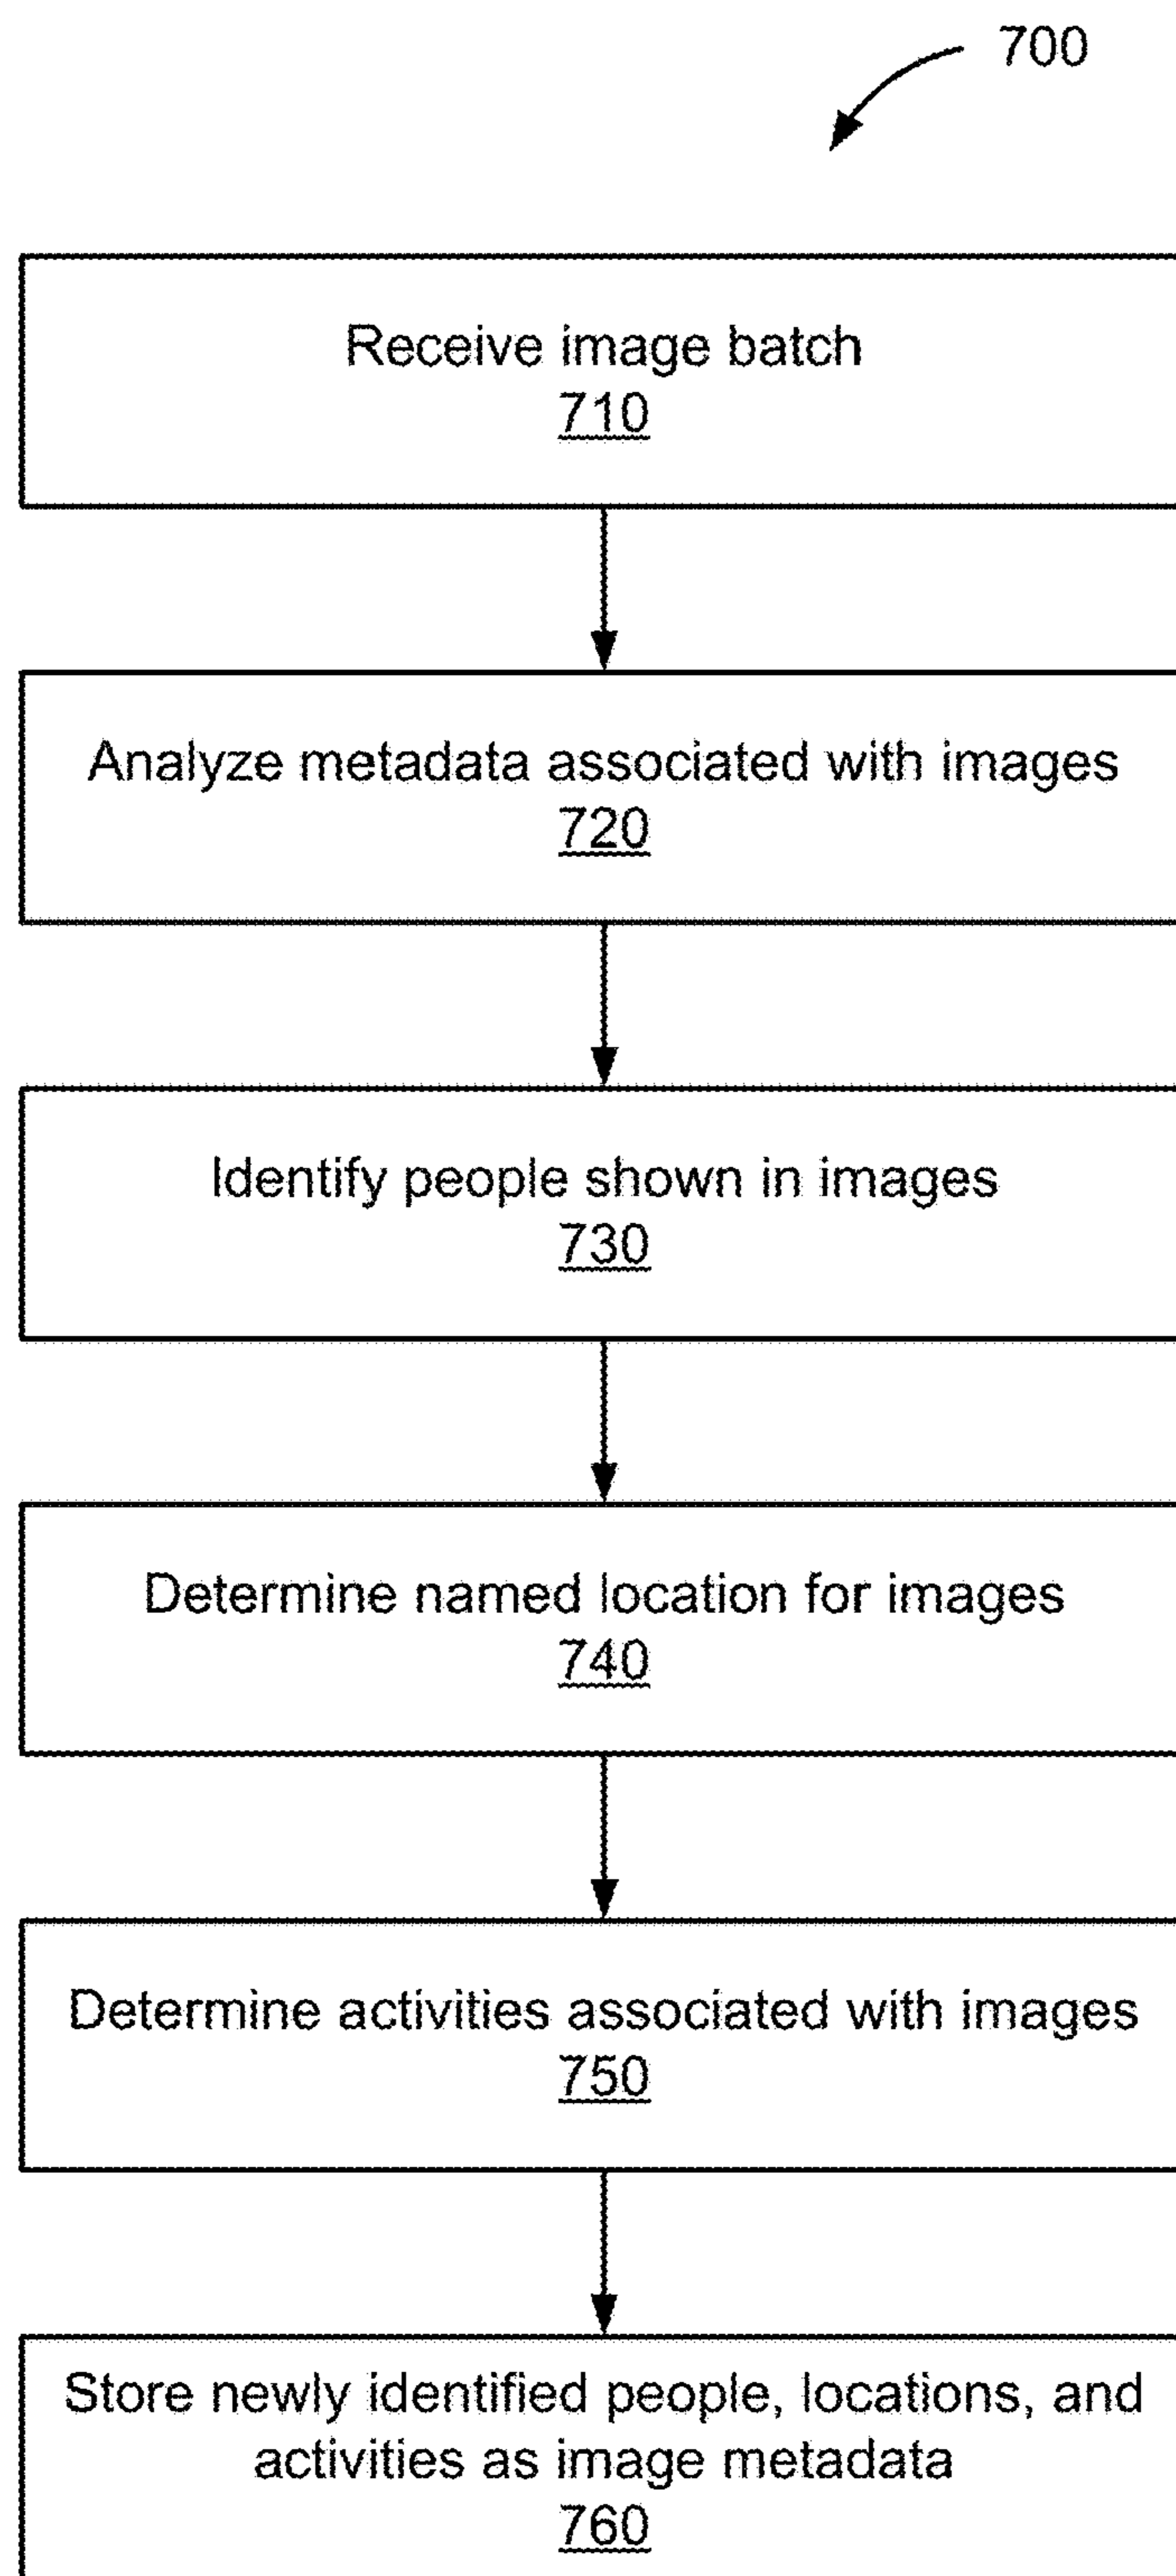 700
Receive image batch
710
Analyze metadata associated with images
720
Identify people shown in images
730
Determine named location for images
740
Determine activities associated with images
750
Store newly identified people, locations, and
activities as image metadata
760